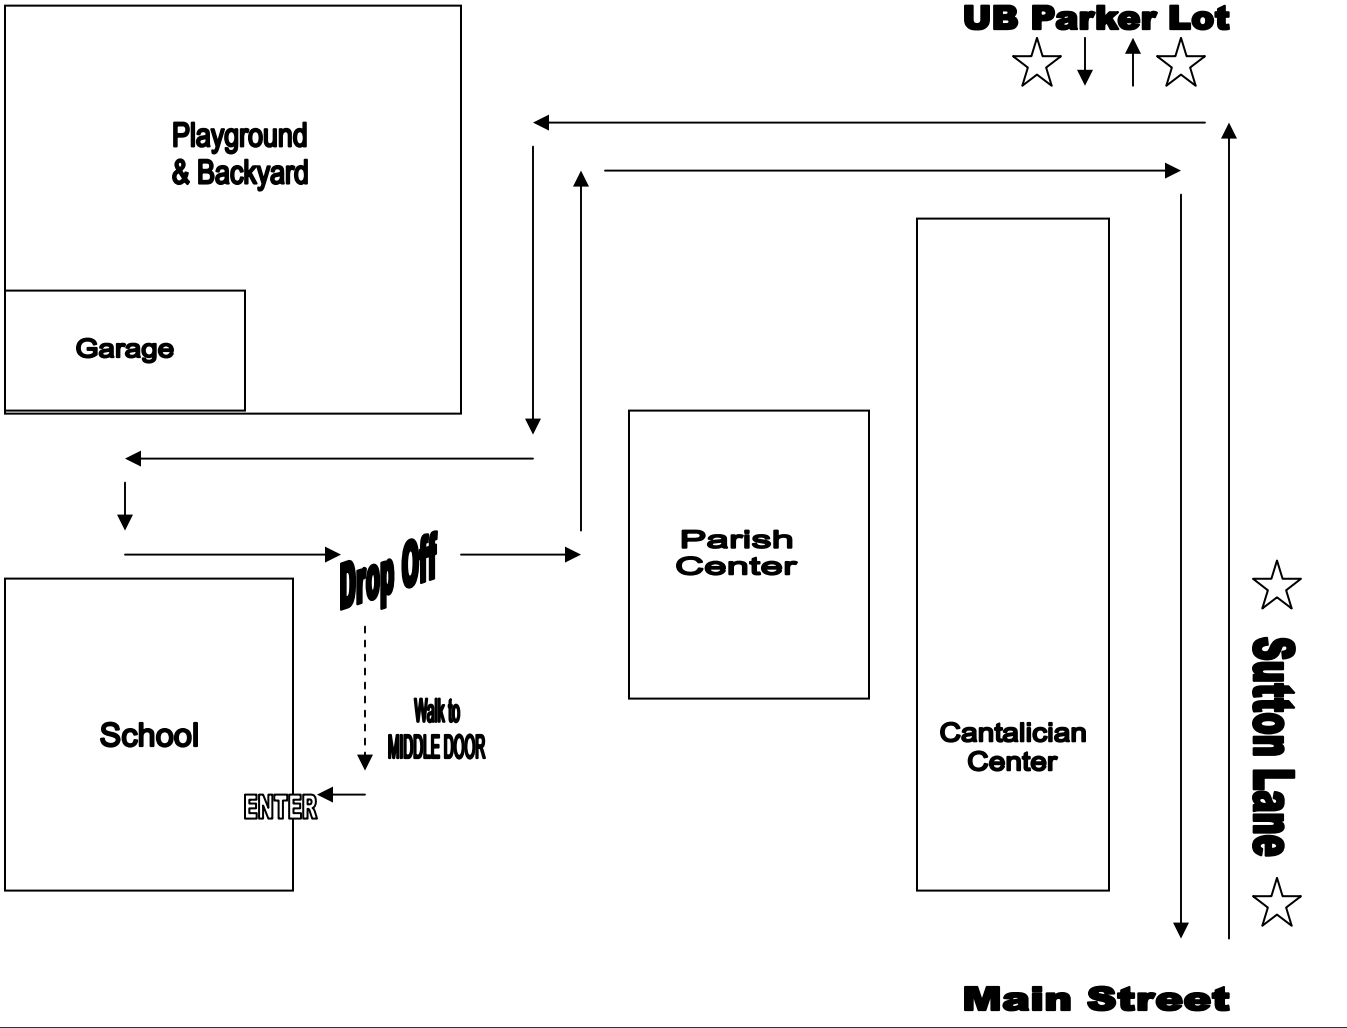 UB Parker Lot
Playground
& Backyard
Garage
Drop Off
Parish
Center
Sutton Lane
Walk to
MIDDLE DOOR
School
Cantalician
Center
ENTER
Main Street